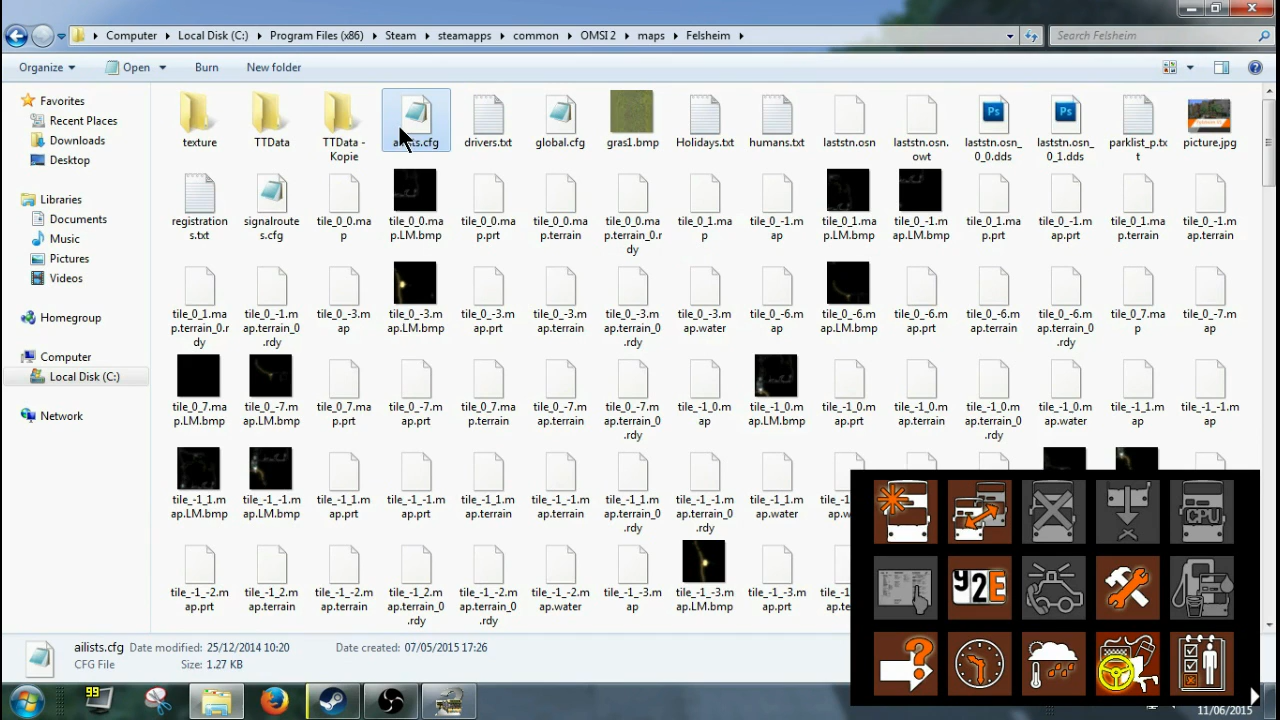 Computer Local Disk (C:) Program Files (x86) Steam steamapps common OMSI 2 maps Felsheim Search Felsheim
Organize Open Burn New folder
Favorites
Recent Places
Downloads
Desktop
Libraries
Documents
Music
Pictures
Videos
Homegroup
Computer
Local Disk (C:)
Network
texture TTData TTData - Kopie drivers.txt global.cfg gras1.bmp Holidays.txt humans.txt laststn.osn laststn.osn.owt laststn.osn_0_0.dds laststn.osn_0_1.dds parklist_p.txt picture.jpg
registrations.txt signalroutes.cfg tile_0_0.map tile_0_0.map.LM.bmp tile_0_0.map.prt tile_0_0.map.terrain tile_0_0.map.terrain_0.rdy tile_0_1.map tile_0_-1.map tile_0_1.map.LM.bmp tile_0_-1.map.LM.bmp tile_0_1.map.prt tile_0_-1.map.prt tile_0_1.map.terrain tile_0_-1.map.terrain
tile_0_1.map.terrain_0.rdy tile_0_-1.map.terrain_0.rdy tile_0_-3.map tile_0_-3.map.LM.bmp tile_0_-3.map.prt tile_0_-3.map.terrain tile_0_-3.map.terrain_0.rdy tile_0_-3.map.water tile_0_-6.map tile_0_-6.map.LM.bmp tile_0_-6.map.prt tile_0_-6.map.terrain tile_0_-6.map.terrain_0.rdy tile_0_7.map tile_0_-7.map
tile_0_7.map.LM.bmp tile_0_-7.map.LM.bmp tile_0_7.map.prt tile_0_-7.map.prt tile_0_7.map.terrain tile_0_-7.map.terrain tile_0_-7.map.terrain_0.rdy tile_-1_0.map tile_-1_0.map.LM.bmp tile_-1_0.map.prt tile_-1_0.map.terrain tile_-1_0.map.terrain_0.rdy tile_-1_0.map.water tile_-1_1.map tile_-1_-1.map
tile_-1_1.map.LM.bmp tile_-1_-1.map.LM.bmp tile_-1_1.map.prt tile_-1_-1.map.prt tile_-1_1.map.terrain tile_-1_-1.map.terrain tile_-1_1.map.terrain_0.rdy tile_-1_-1.map.water
tile_-1_-2.map.prt tile_-1_2.map.terrain tile_-1_-2.map.terrain tile_-1_2.map.terrain_0.rdy tile_-1_-2.map.terrain_0.rdy tile_-1_-2.map.water tile_-1_-3.map tile_-1_-3.map.LM.bmp tile_-1_-3.map.prt
CPU
Y2E
ailists.cfg Date modified: 25/12/2014 10:20 Date created: 07/05/2015 17:26
CFG File Size: 1.27 KB
99
11/06/2015